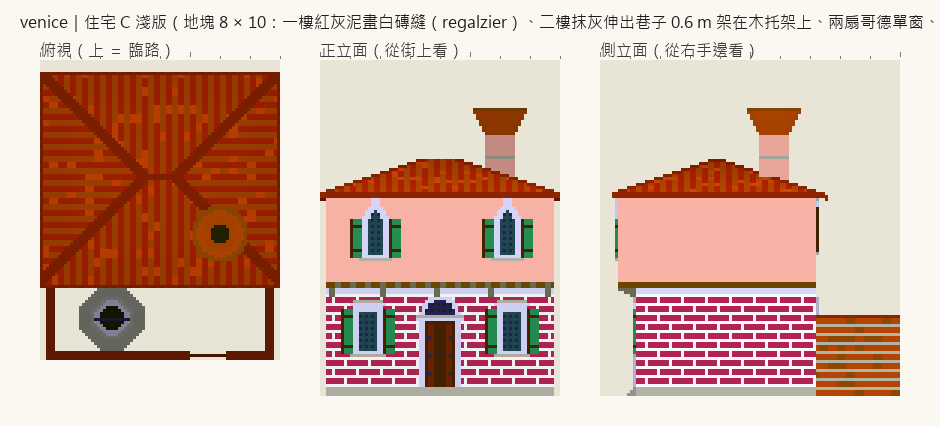 venice｜住宅 C 淺版（地塊 8 × 10：一樓紅灰泥畫白磚縫（regalzier）、二樓抹灰伸出巷子 0.6 m 架在木托架上、兩扇哥德單窗、
俯視（上 = 臨路）
正立面（從街上看）
側立面（從右手邊看）